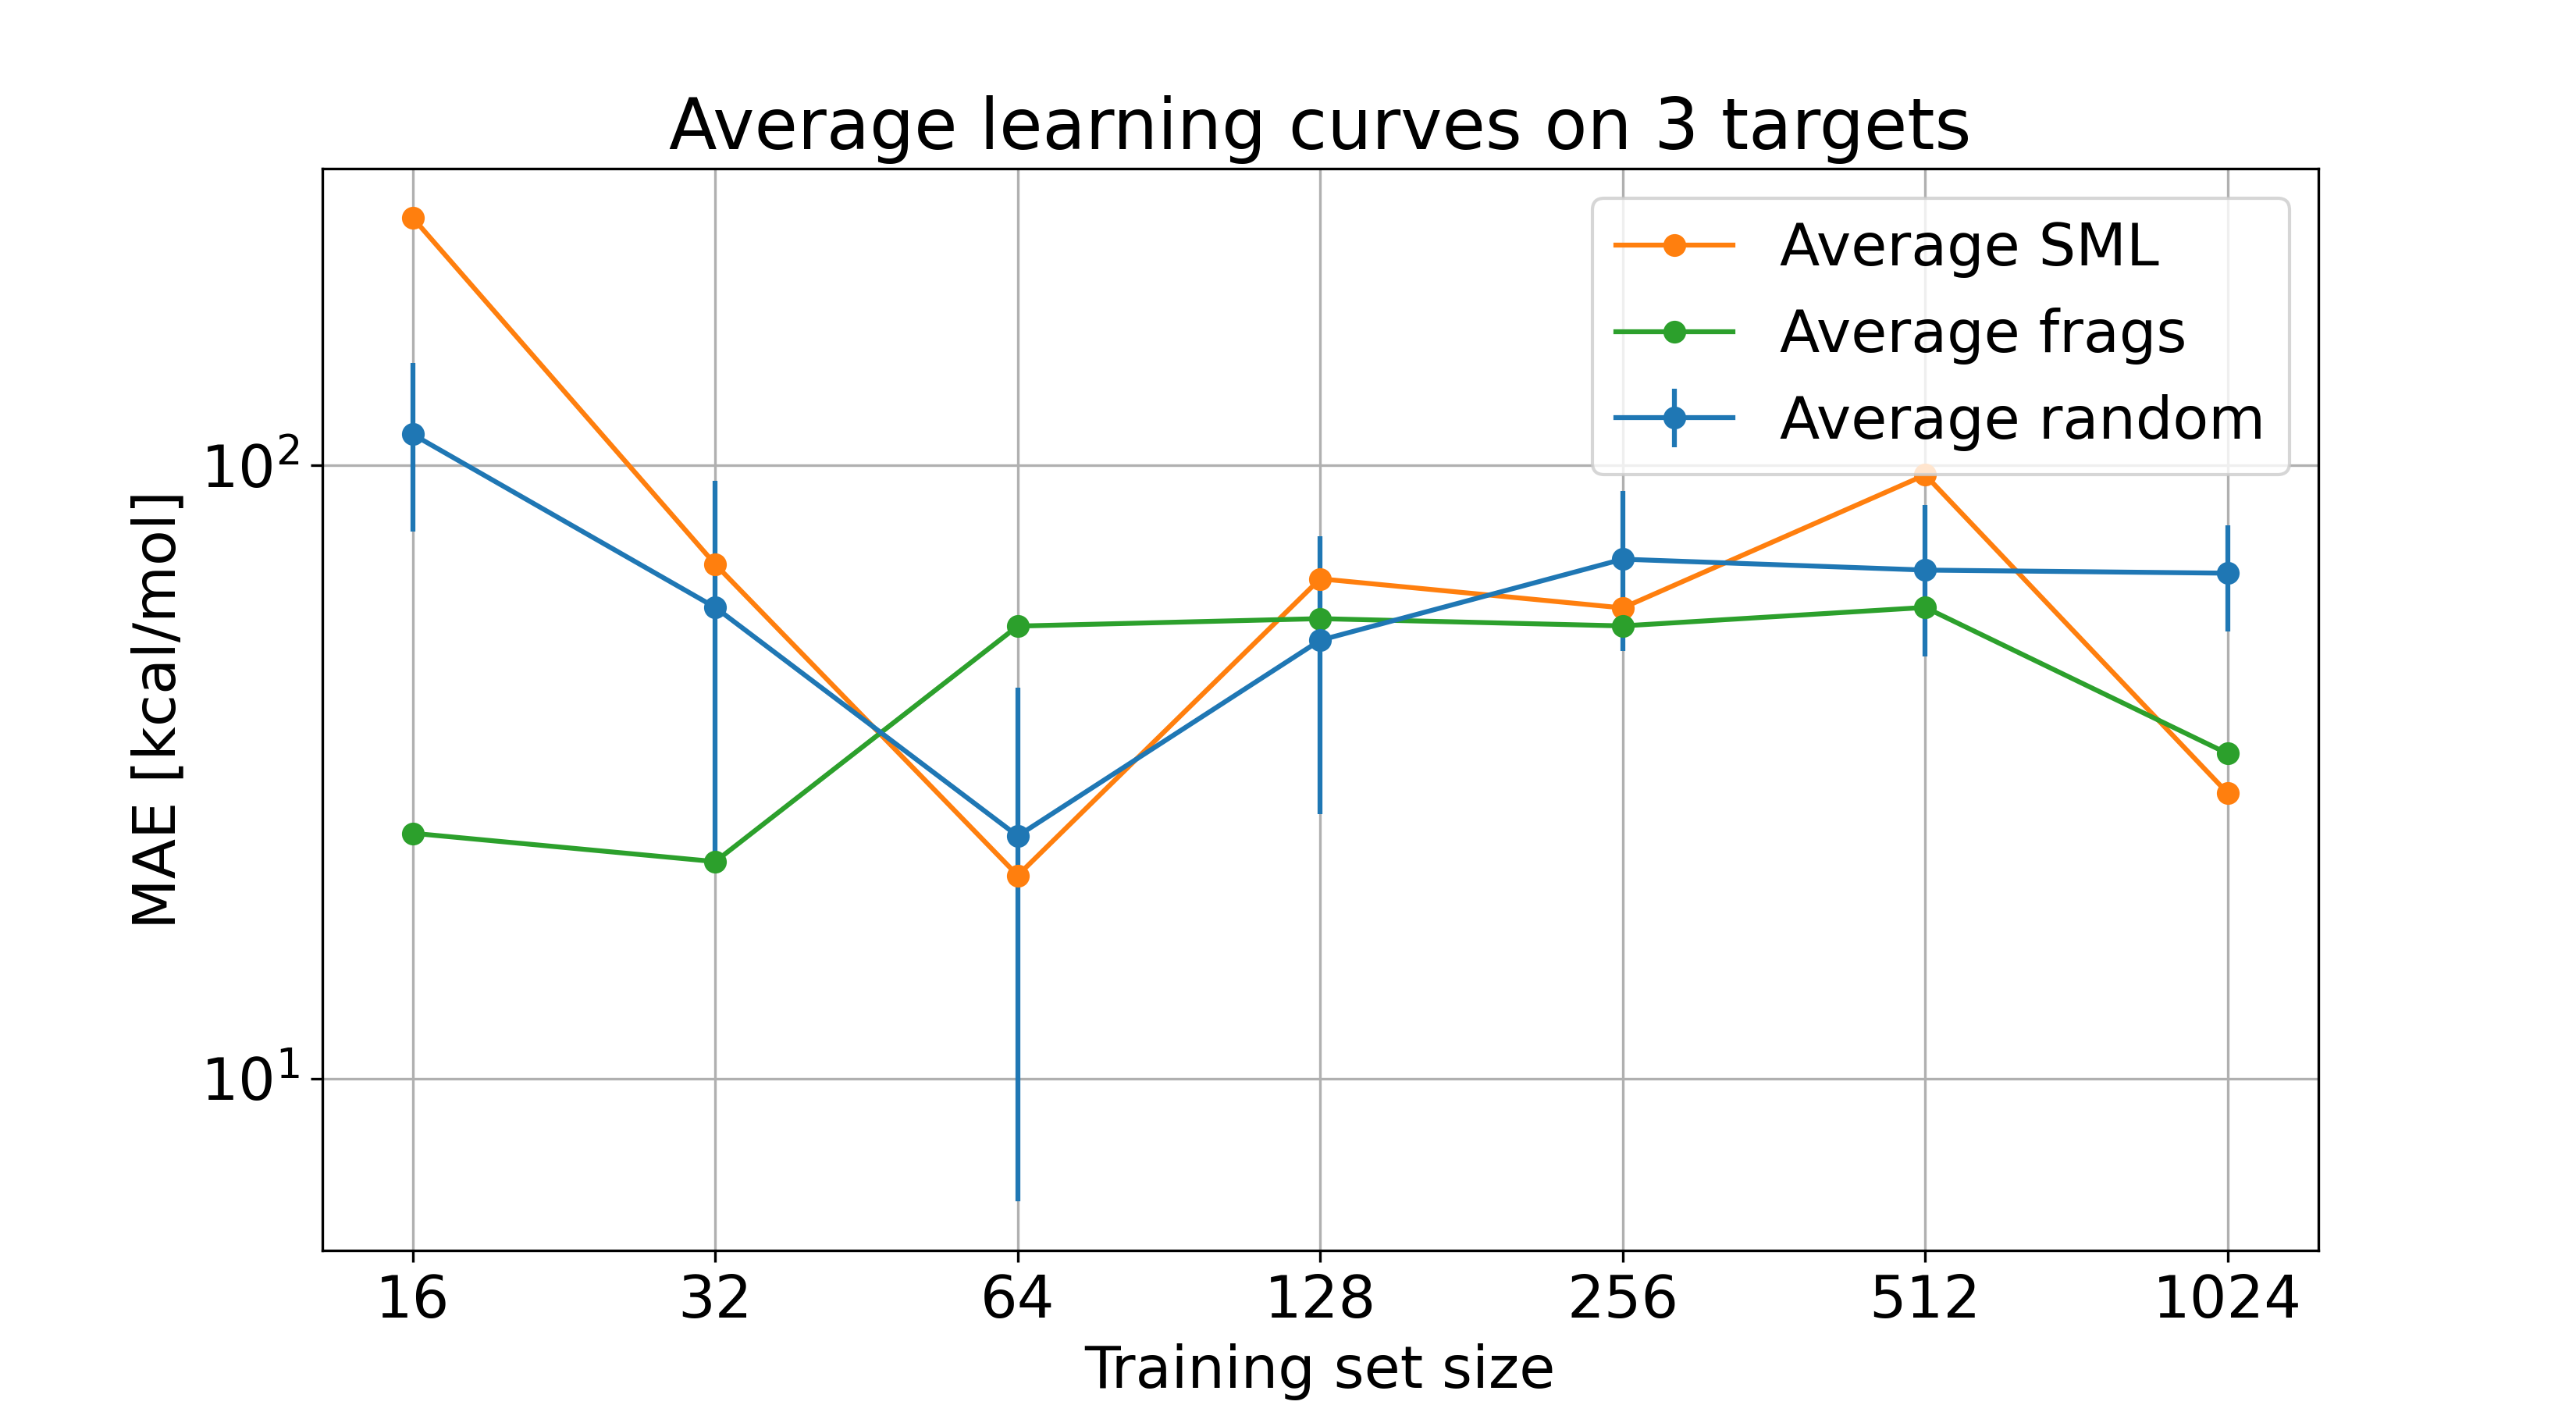 Average learning curves on 3 targets
Average SML
Average frags
Average random
MAE [kcal/mol]
10²
10¹
16 32 64 128 256 512 1024
Training set size